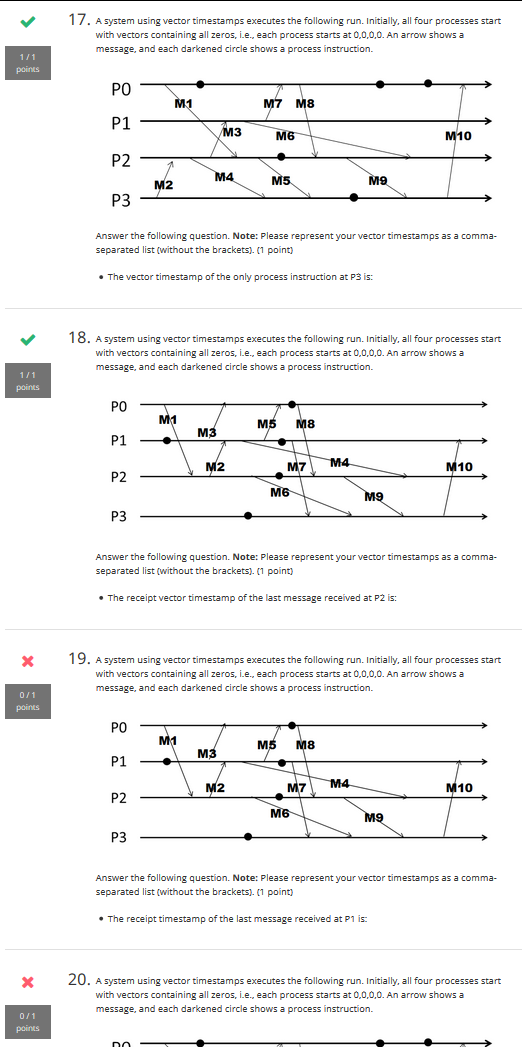 17. A system using vector timestamps executes the following run. Initially, all four processes start
with vectors containing all zeros, i.e., each process starts at 0,0,0,0. An arrow shows a
message, and each darkened circle shows a process instruction.
1 / 1
points
P0
M1 M7 M8
P1
M3 M6 M10
P2
M4 M5 M9
M2
P3
Answer the following question. Note: Please represent your vector timestamps as a comma-
separated list (without the brackets). (1 point)
• The vector timestamp of the only process instruction at P3 is:
18. A system using vector timestamps executes the following run. Initially, all four processes start
with vectors containing all zeros, i.e., each process starts at 0,0,0,0. An arrow shows a
message, and each darkened circle shows a process instruction.
1 / 1
points
P0
M1 M3 M5 M8
P1
M2 M7 M4 M10
P2
M6 M9
P3
Answer the following question. Note: Please represent your vector timestamps as a comma-
separated list (without the brackets). (1 point)
• The receipt vector timestamp of the last message received at P2 is:
19. A system using vector timestamps executes the following run. Initially, all four processes start
with vectors containing all zeros, i.e., each process starts at 0,0,0,0. An arrow shows a
message, and each darkened circle shows a process instruction.
0 / 1
points
P0
M1 M3 M5 M8
P1
M2 M7 M4 M10
P2
M6 M9
P3
Answer the following question. Note: Please represent your vector timestamps as a comma-
separated list (without the brackets). (1 point)
• The receipt timestamp of the last message received at P1 is:
20. A system using vector timestamps executes the following run. Initially, all four processes start
with vectors containing all zeros, i.e., each process starts at 0,0,0,0. An arrow shows a
message, and each darkened circle shows a process instruction.
0 / 1
points
P0